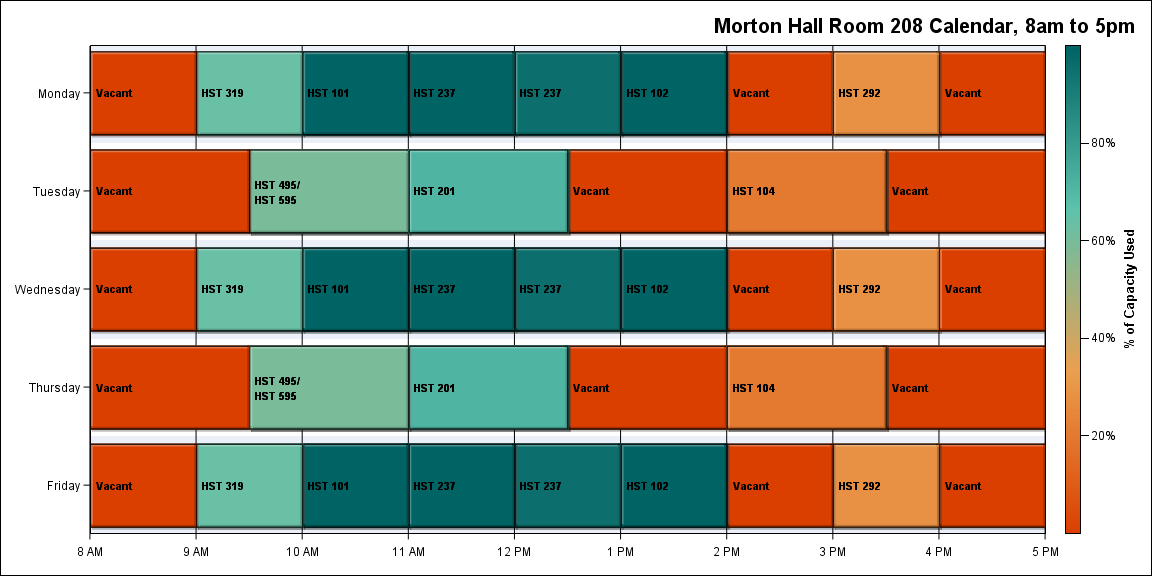 Morton Hall Room 208 Calendar, 8am to 5pm
Monday
Vacant
HST 319
HST 101
HST 237
HST 237
HST 102
Vacant
HST 292
Vacant
Tuesday
Vacant
HST 495/
HST 595
HST 201
Vacant
HST 104
Vacant
Wednesday
Vacant
HST 319
HST 101
HST 237
HST 237
HST 102
Vacant
HST 292
Vacant
Thursday
Vacant
HST 495/
HST 595
HST 201
Vacant
HST 104
Vacant
Friday
Vacant
HST 319
HST 101
HST 237
HST 237
HST 102
Vacant
HST 292
Vacant
8 AM
9 AM
10 AM
11 AM
12 PM
1 PM
2 PM
3 PM
4 PM
5 PM
80%
60%
40%
20%
% of Capacity Used